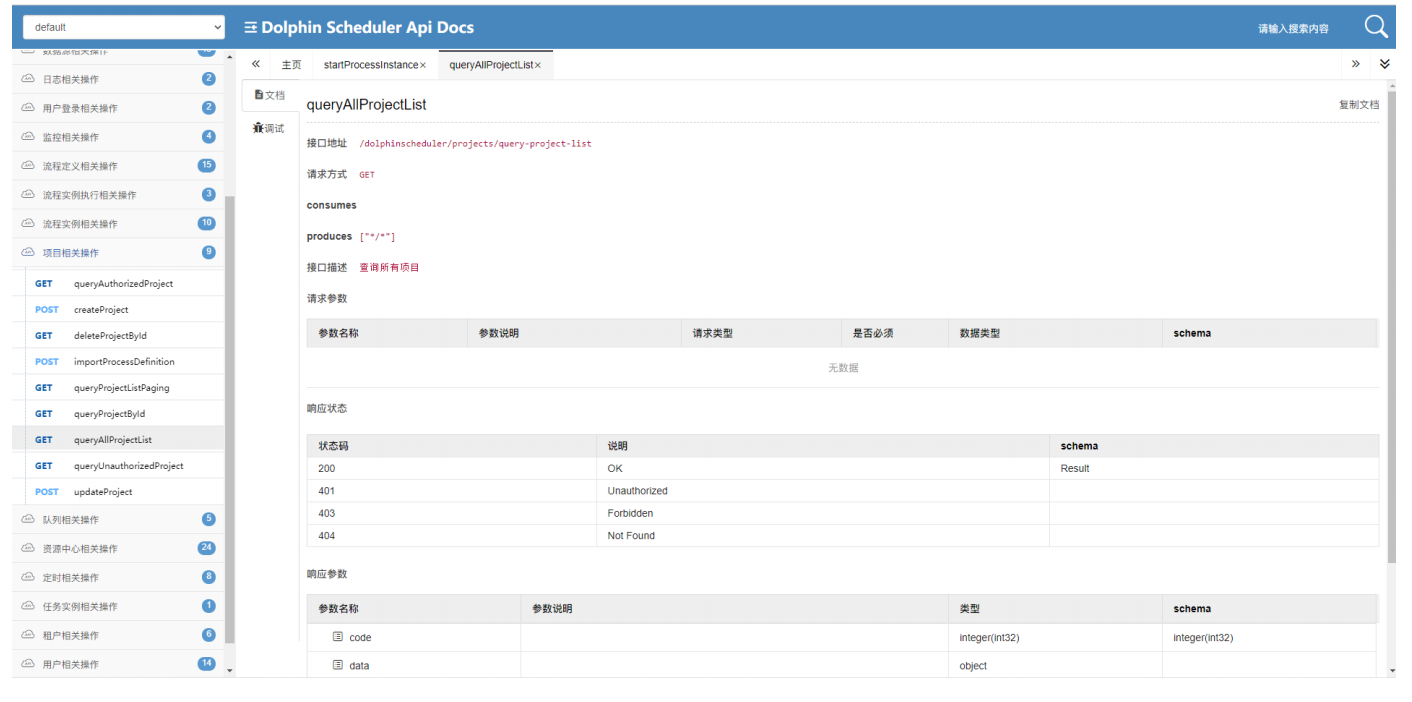 default
Dolphin Scheduler Api Docs
请输入搜索内容
数据源相关操作
日志相关操作 2
用户登录相关操作 2
监控相关操作 4
流程定义相关操作 15
流程实例执行相关操作 3
流程实例相关操作 10
项目相关操作 9
GET queryAuthorizedProject
POST createProject
GET deleteProjectById
POST importProcessDefinition
GET queryProjectListPaging
GET queryProjectById
GET queryAllProjectList
GET queryUnauthorizedProject
POST updateProject
队列相关操作 5
资源中心相关操作 24
定时相关操作 8
任务实例相关操作 1
租户相关操作 6
用户相关操作 14
主页 startProcessInstance× queryAllProjectList×
文档
调试
queryAllProjectList
复制文档
接口地址 /dolphinscheduler/projects/query-project-list
请求方式 GET
consumes
produces ["*/*"]
接口描述 查询所有项目
请求参数
参数名称 参数说明 请求类型 是否必须 数据类型 schema
无数据
响应状态
状态码 说明 schema
200 OK Result
401 Unauthorized
403 Forbidden
404 Not Found
响应参数
参数名称 参数说明 类型 schema
code integer(int32) integer(int32)
data object